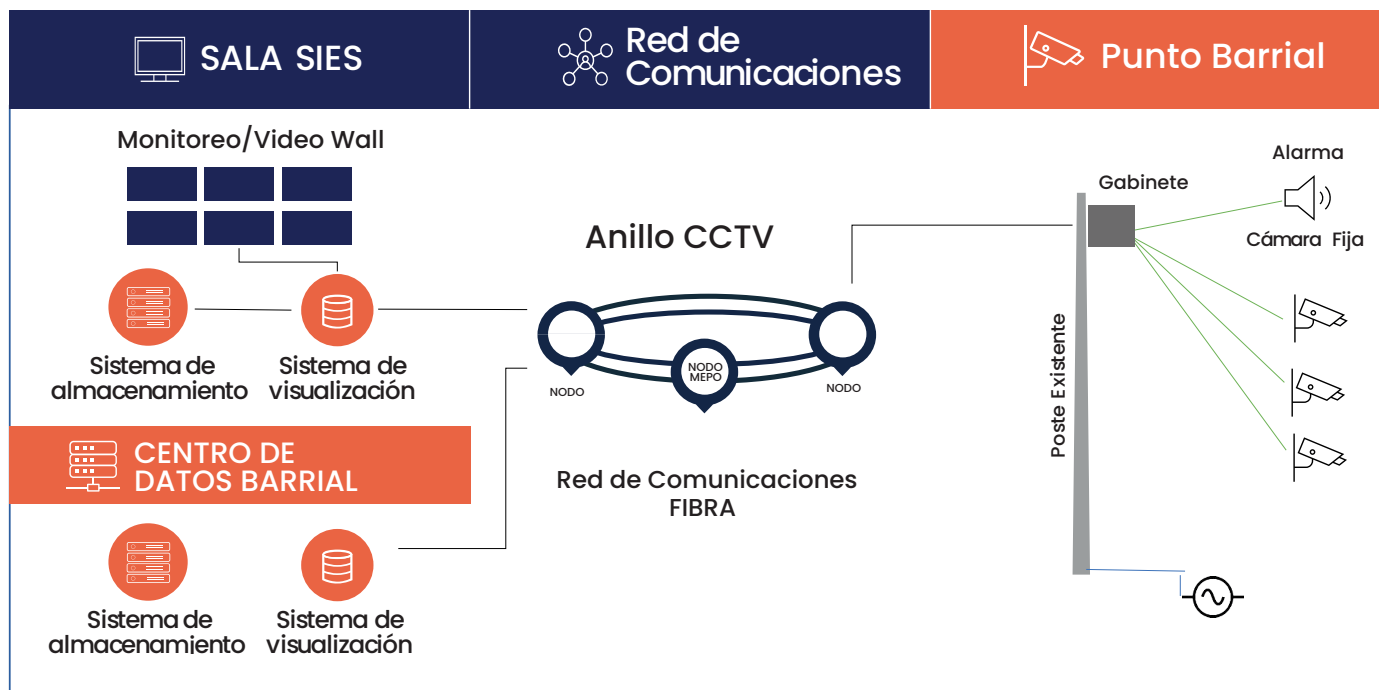 SALA SIES
Red de
Comunicaciones
Punto Barrial
Monitoreo/Video Wall
Sistema de
almacenamiento
Sistema de
visualización
CENTRO DE
DATOS BARRIAL
Sistema de
almacenamiento
Sistema de
visualización
Anillo CCTV
NODO
NODO
MEPO
NODO
Red de Comunicaciones
FIBRA
Gabinete
Alarma
Cámara Fija
Poste Existente